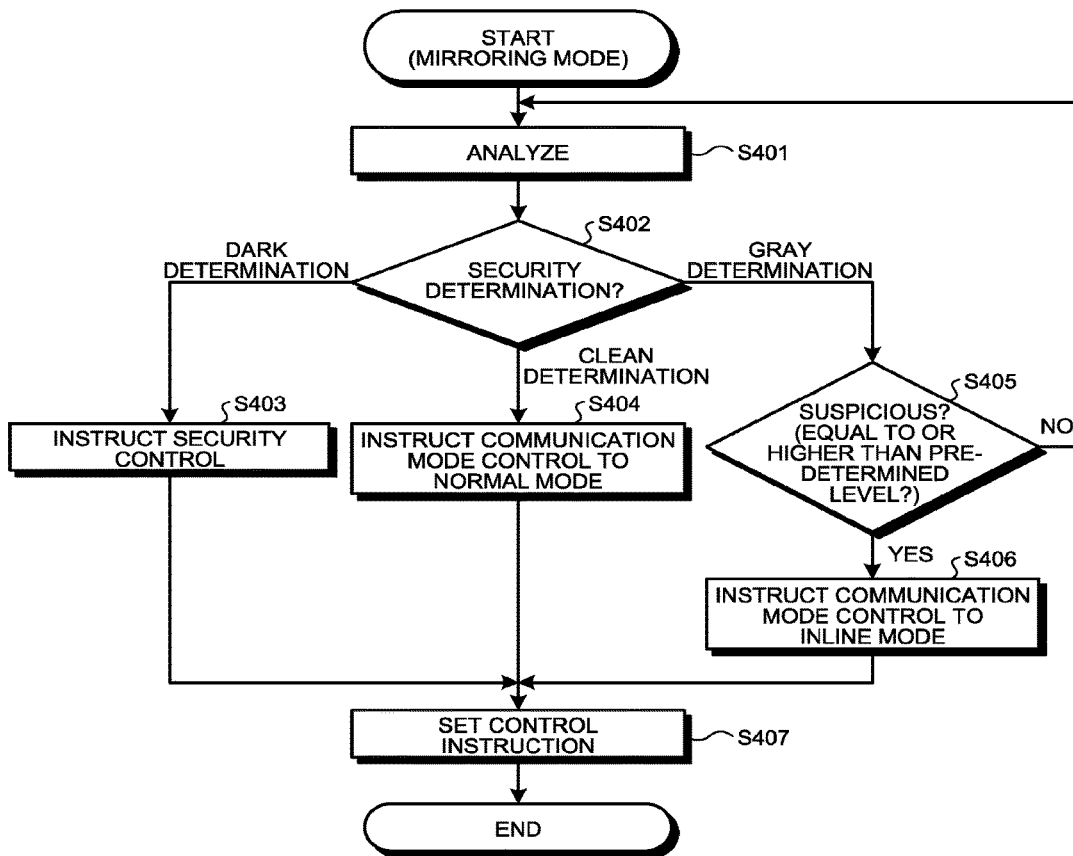 START
(MIRRORING MODE)
ANALYZE
S401
S402
SECURITY
DETERMINATION?
DARK
DETERMINATION
GRAY
DETERMINATION
CLEAN
DETERMINATION
S403
INSTRUCT SECURITY
CONTROL
S404
INSTRUCT COMMUNICATION
MODE CONTROL TO
NORMAL MODE
S405
SUSPICIOUS?
(EQUAL TO OR
HIGHER THAN PRE-
DETERMINED
LEVEL?)
NO
YES
S406
INSTRUCT COMMUNICATION
MODE CONTROL TO
INLINE MODE
SET CONTROL
INSTRUCTION
S407
END